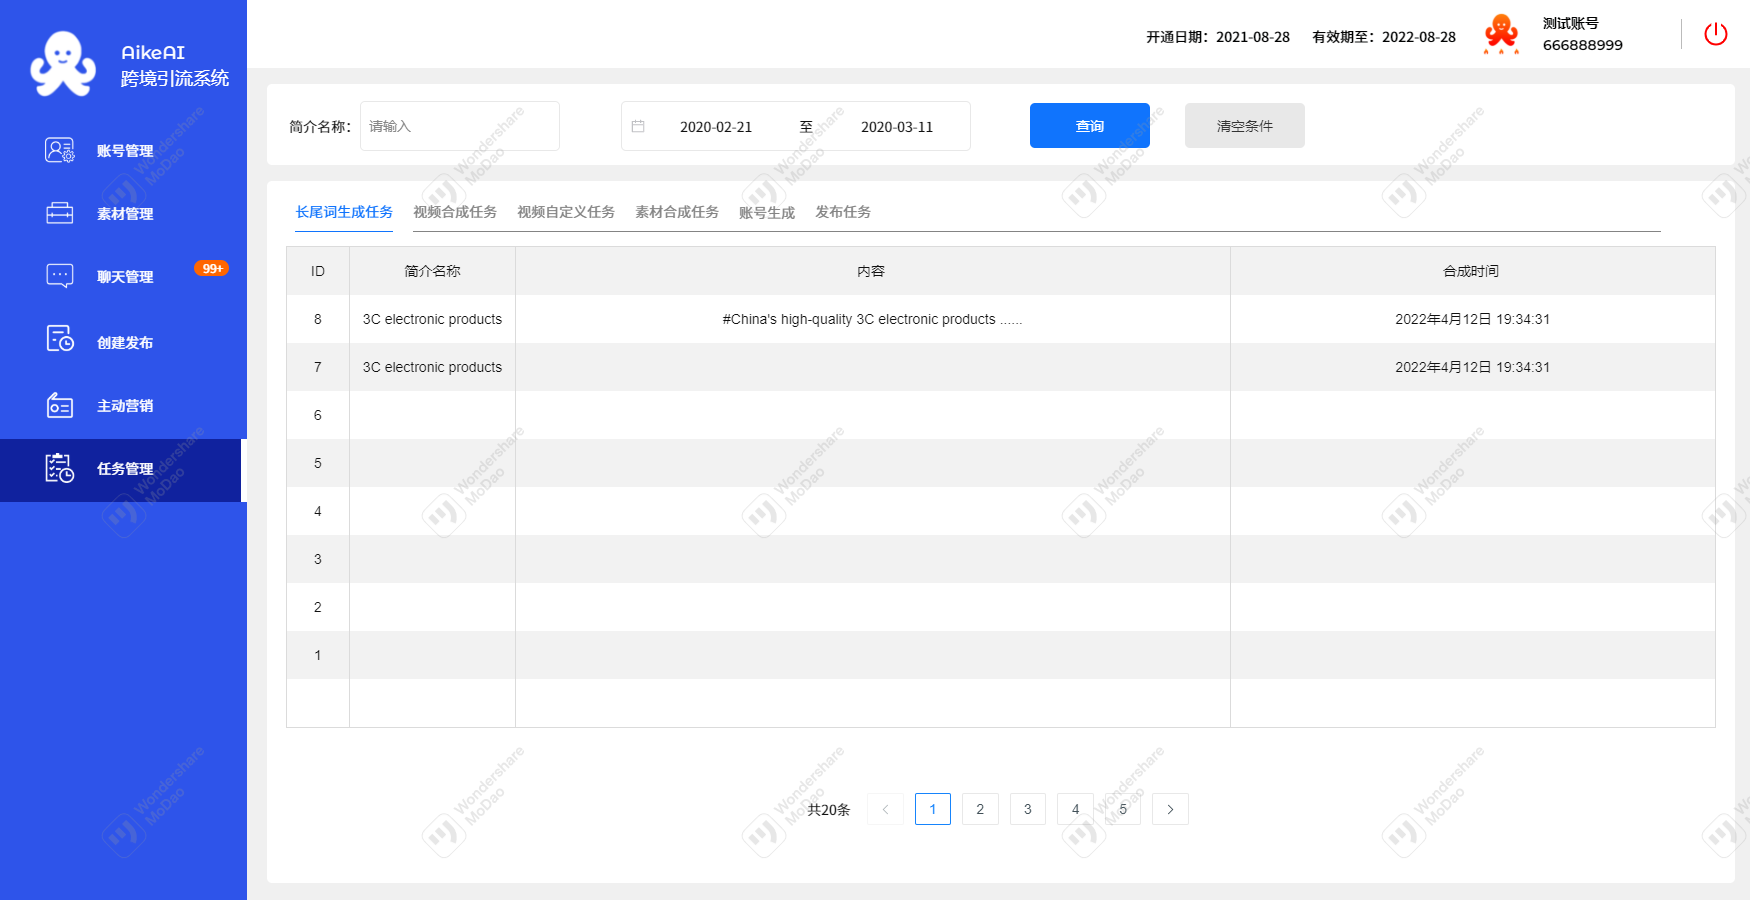 AikeAI
跨境引流系统
账号管理
素材管理
聊天管理
99+
创建发布
主动营销
任务管理
开通日期：2021-08-28 有效期至：2022-08-28
测试账号
666888999
简介名称： 请输入 2020-02-21 至 2020-03-11 查询 清空条件
长尾词生成任务 视频合成任务 视频自定义任务 素材合成任务 账号生成 发布任务
ID 简介名称 内容 合成时间
8 3C electronic products #China's high-quality 3C electronic products ...... 2022年4月12日 19:34:31
7 3C electronic products 2022年4月12日 19:34:31
6
5
4
3
2
1
共20条 < 1 2 3 4 5 >
Wondershare
MoDao